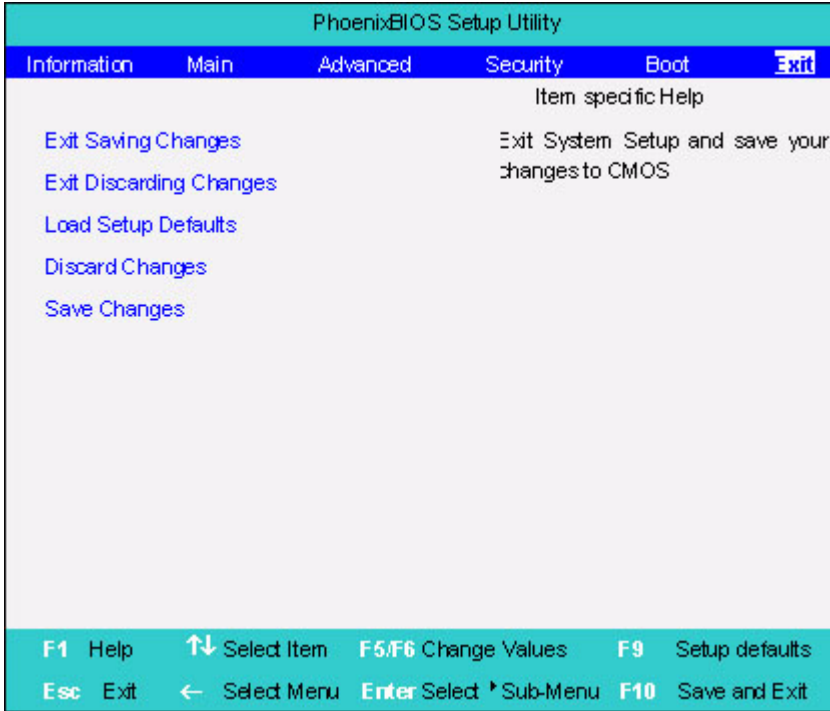 PhoenixBIOS Setup Utility
Information Main Advanced Security Boot Exit
Item specific Help
Exit Saving Changes
Exit Discarding Changes
Load Setup Defaults
Discard Changes
Save Changes
Exit System Setup and save your
changes to CMOS
F1 Help ↑↓ Select Item F5/F6 Change Values F9 Setup defaults
Esc Exit ← Select Menu Enter Select ▸ Sub-Menu F10 Save and Exit